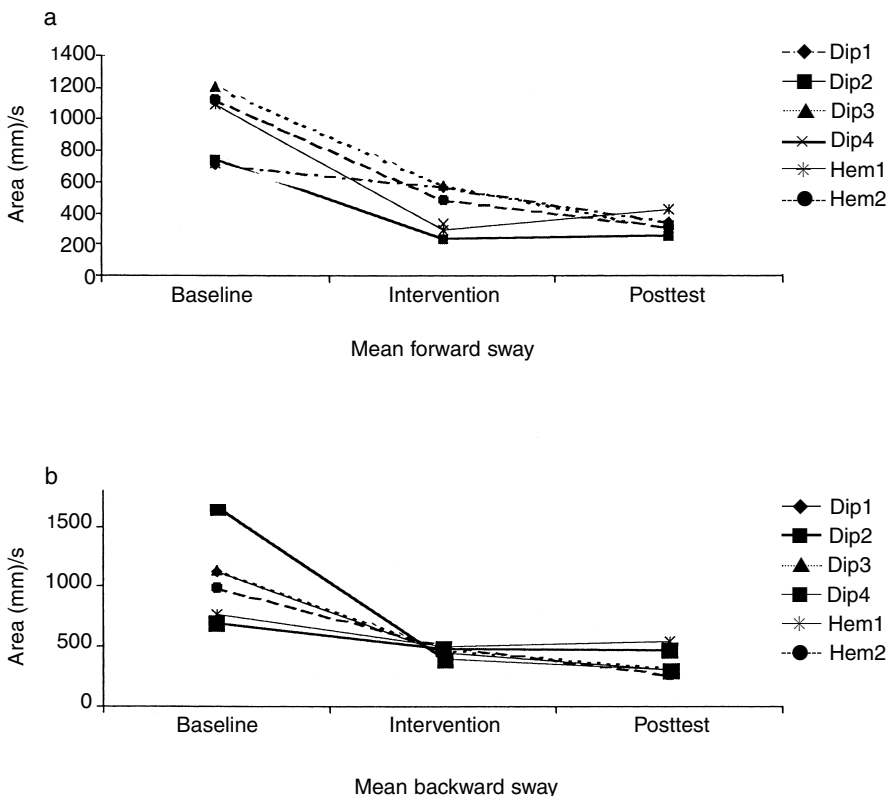 a
1400
1200
1000
800
600
400
200
0
Area (mm)/s
Baseline Intervention Posttest
Mean forward sway
Dip1
Dip2
Dip3
Dip4
Hem1
Hem2
b
1500
1000
500
0
Area (mm)/s
Baseline Intervention Posttest
Mean backward sway
Dip1
Dip2
Dip3
Dip4
Hem1
Hem2